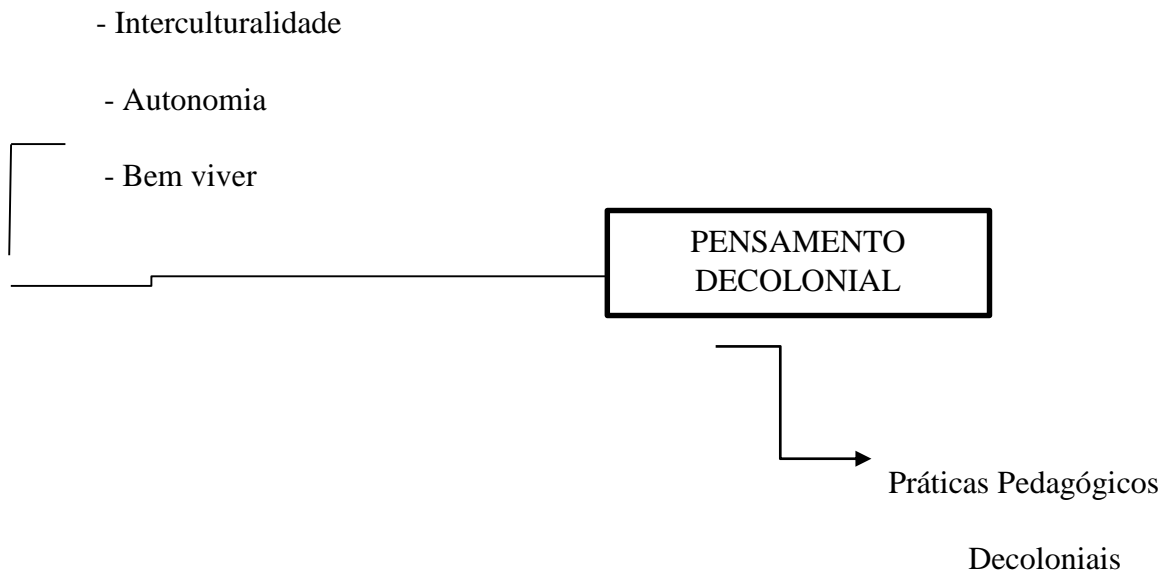 - Interculturalidade
- Autonomia
- Bem viver
PENSAMENTO
DECOLONIAL
Práticas Pedagógicos
Decoloniais